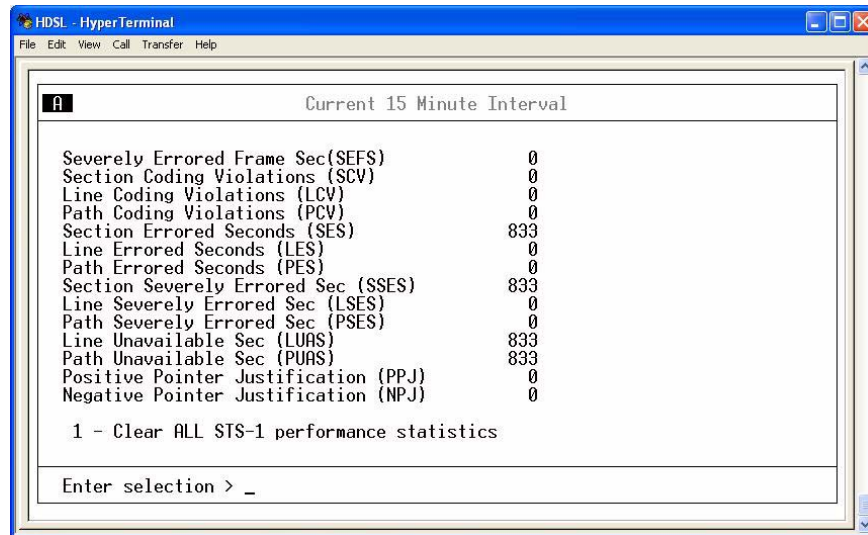 HDSL - HyperTerminal
File Edit View Call Transfer Help
A Current 15 Minute Interval
Severely Errored Frame Sec(SEFS) 0
Section Coding Violations (SCV) 0
Line Coding Violations (LCV) 0
Path Coding Violations (PCV) 0
Section Errored Seconds (SES) 833
Line Errored Seconds (LES) 0
Path Errored Seconds (PES) 0
Section Severely Errored Sec (SSES) 833
Line Severely Errored Sec (LSES) 0
Path Severely Errored Sec (PSES) 0
Line Unavailable Sec (LUAS) 833
Path Unavailable Sec (PUAS) 833
Positive Pointer Justification (PPJ) 0
Negative Pointer Justification (NPJ) 0
1 - Clear ALL STS-1 performance statistics
Enter selection > _